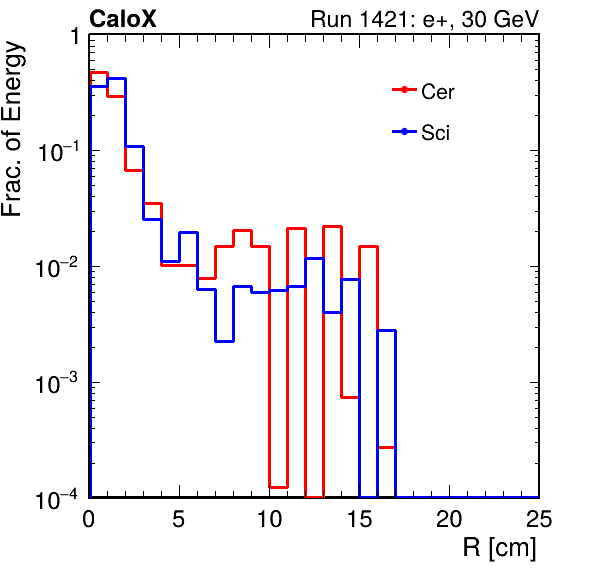 CaloX Run 1421: e+, 30 GeV
Frac. of Energy
1
10⁻¹
10⁻²
10⁻³
10⁻⁴
Cer
Sci
0 5 10 15 20 25
R [cm]